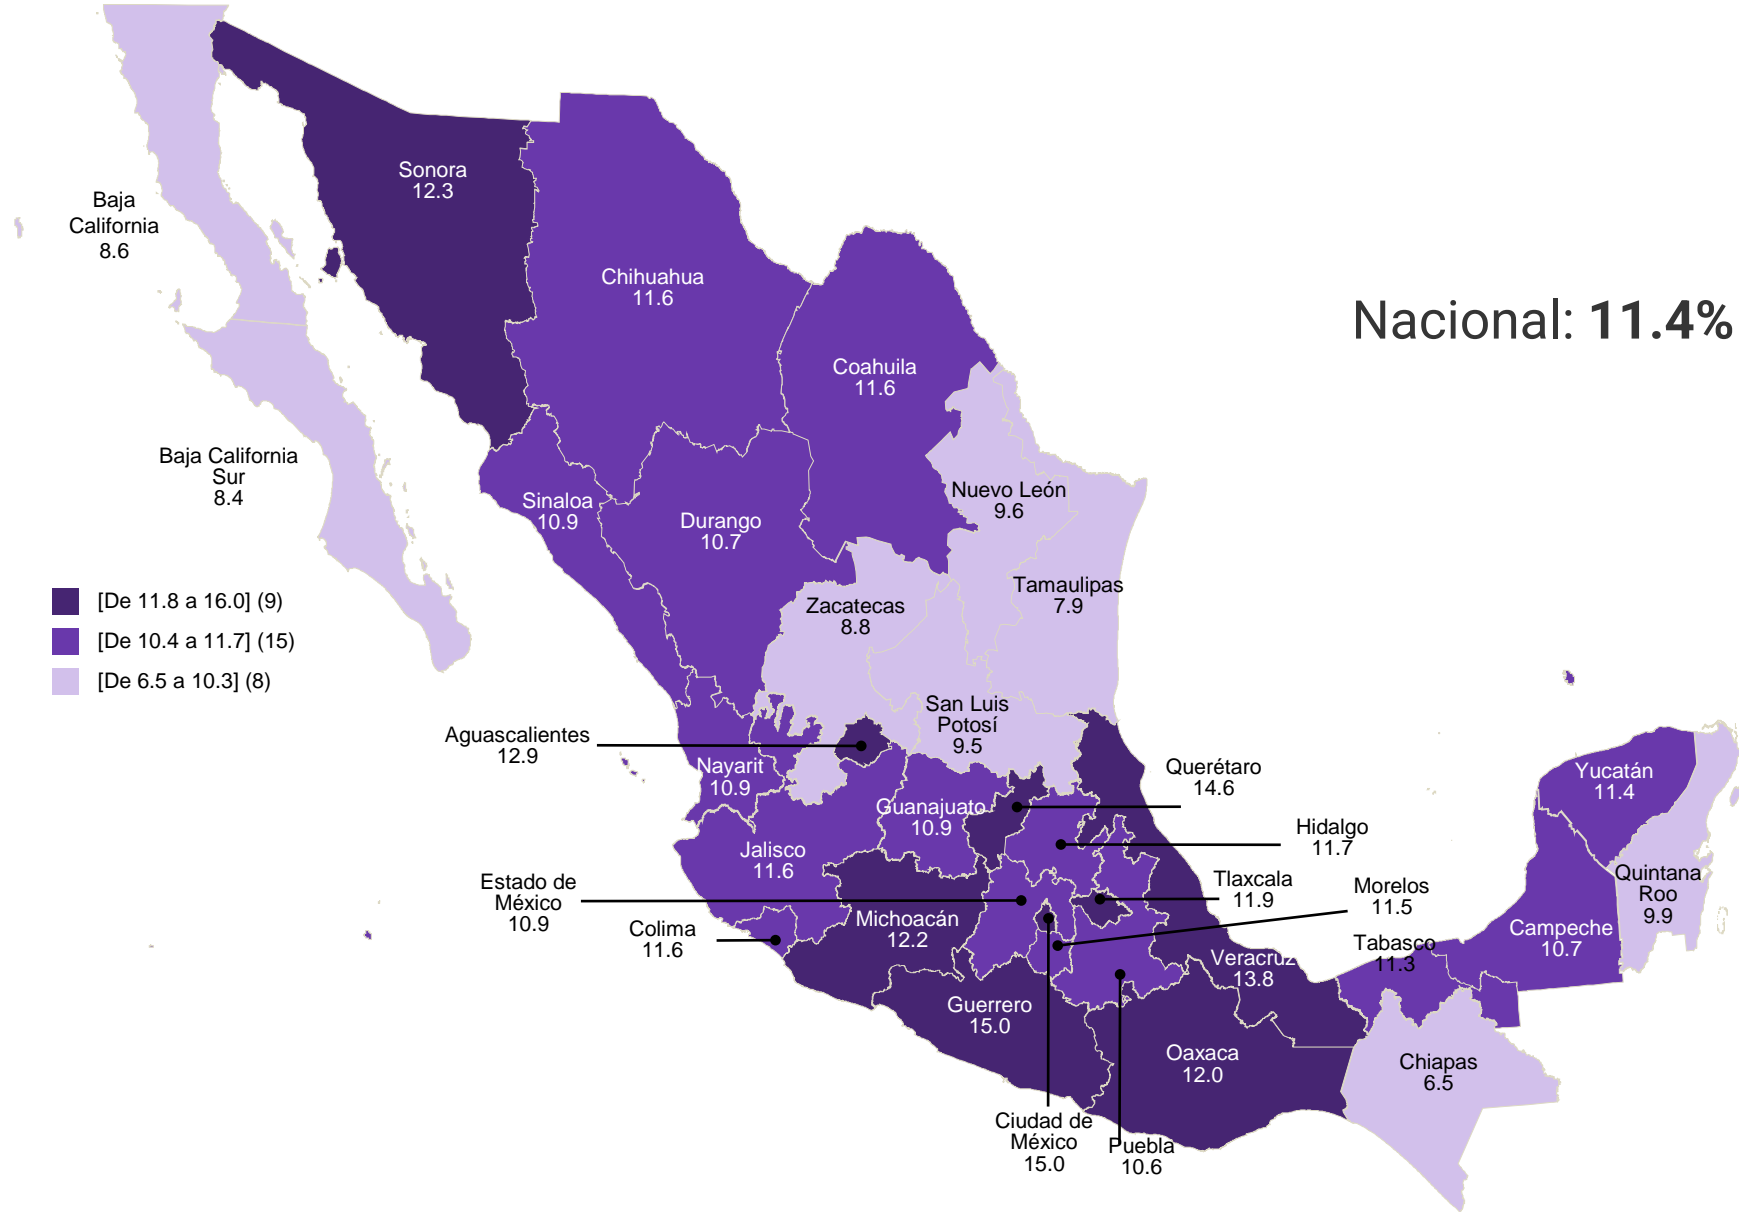 Sonora
12.3
Baja
California
8.6
Chihuahua
11.6
Nacional: 11.4%
Coahuila
11.6
Baja California
Sur
8.4
Sinaloa
10.9
Durango
10.7
Nuevo León
9.6
Tamaulipas
7.9
Zacatecas
8.8
[De 11.8 a 16.0] (9)
[De 10.4 a 11.7] (15)
[De 6.5 a 10.3] (8)
San Luis
Potosí
9.5
Aguascalientes
12.9
Nayarit
10.9
Guanajuato
10.9
Querétaro
14.6
Yucatán
11.4
Hidalgo
11.7
Jalisco
11.6
Estado de
México
10.9
Tlaxcala
11.9
Morelos
11.5
Quintana
Roo
9.9
Colima
11.6
Michoacán
12.2
Campeche
10.7
Tabasco
11.3
Veracruz
13.8
Guerrero
15.0
Oaxaca
12.0
Chiapas
6.5
Ciudad de
México
15.0
Puebla
10.6